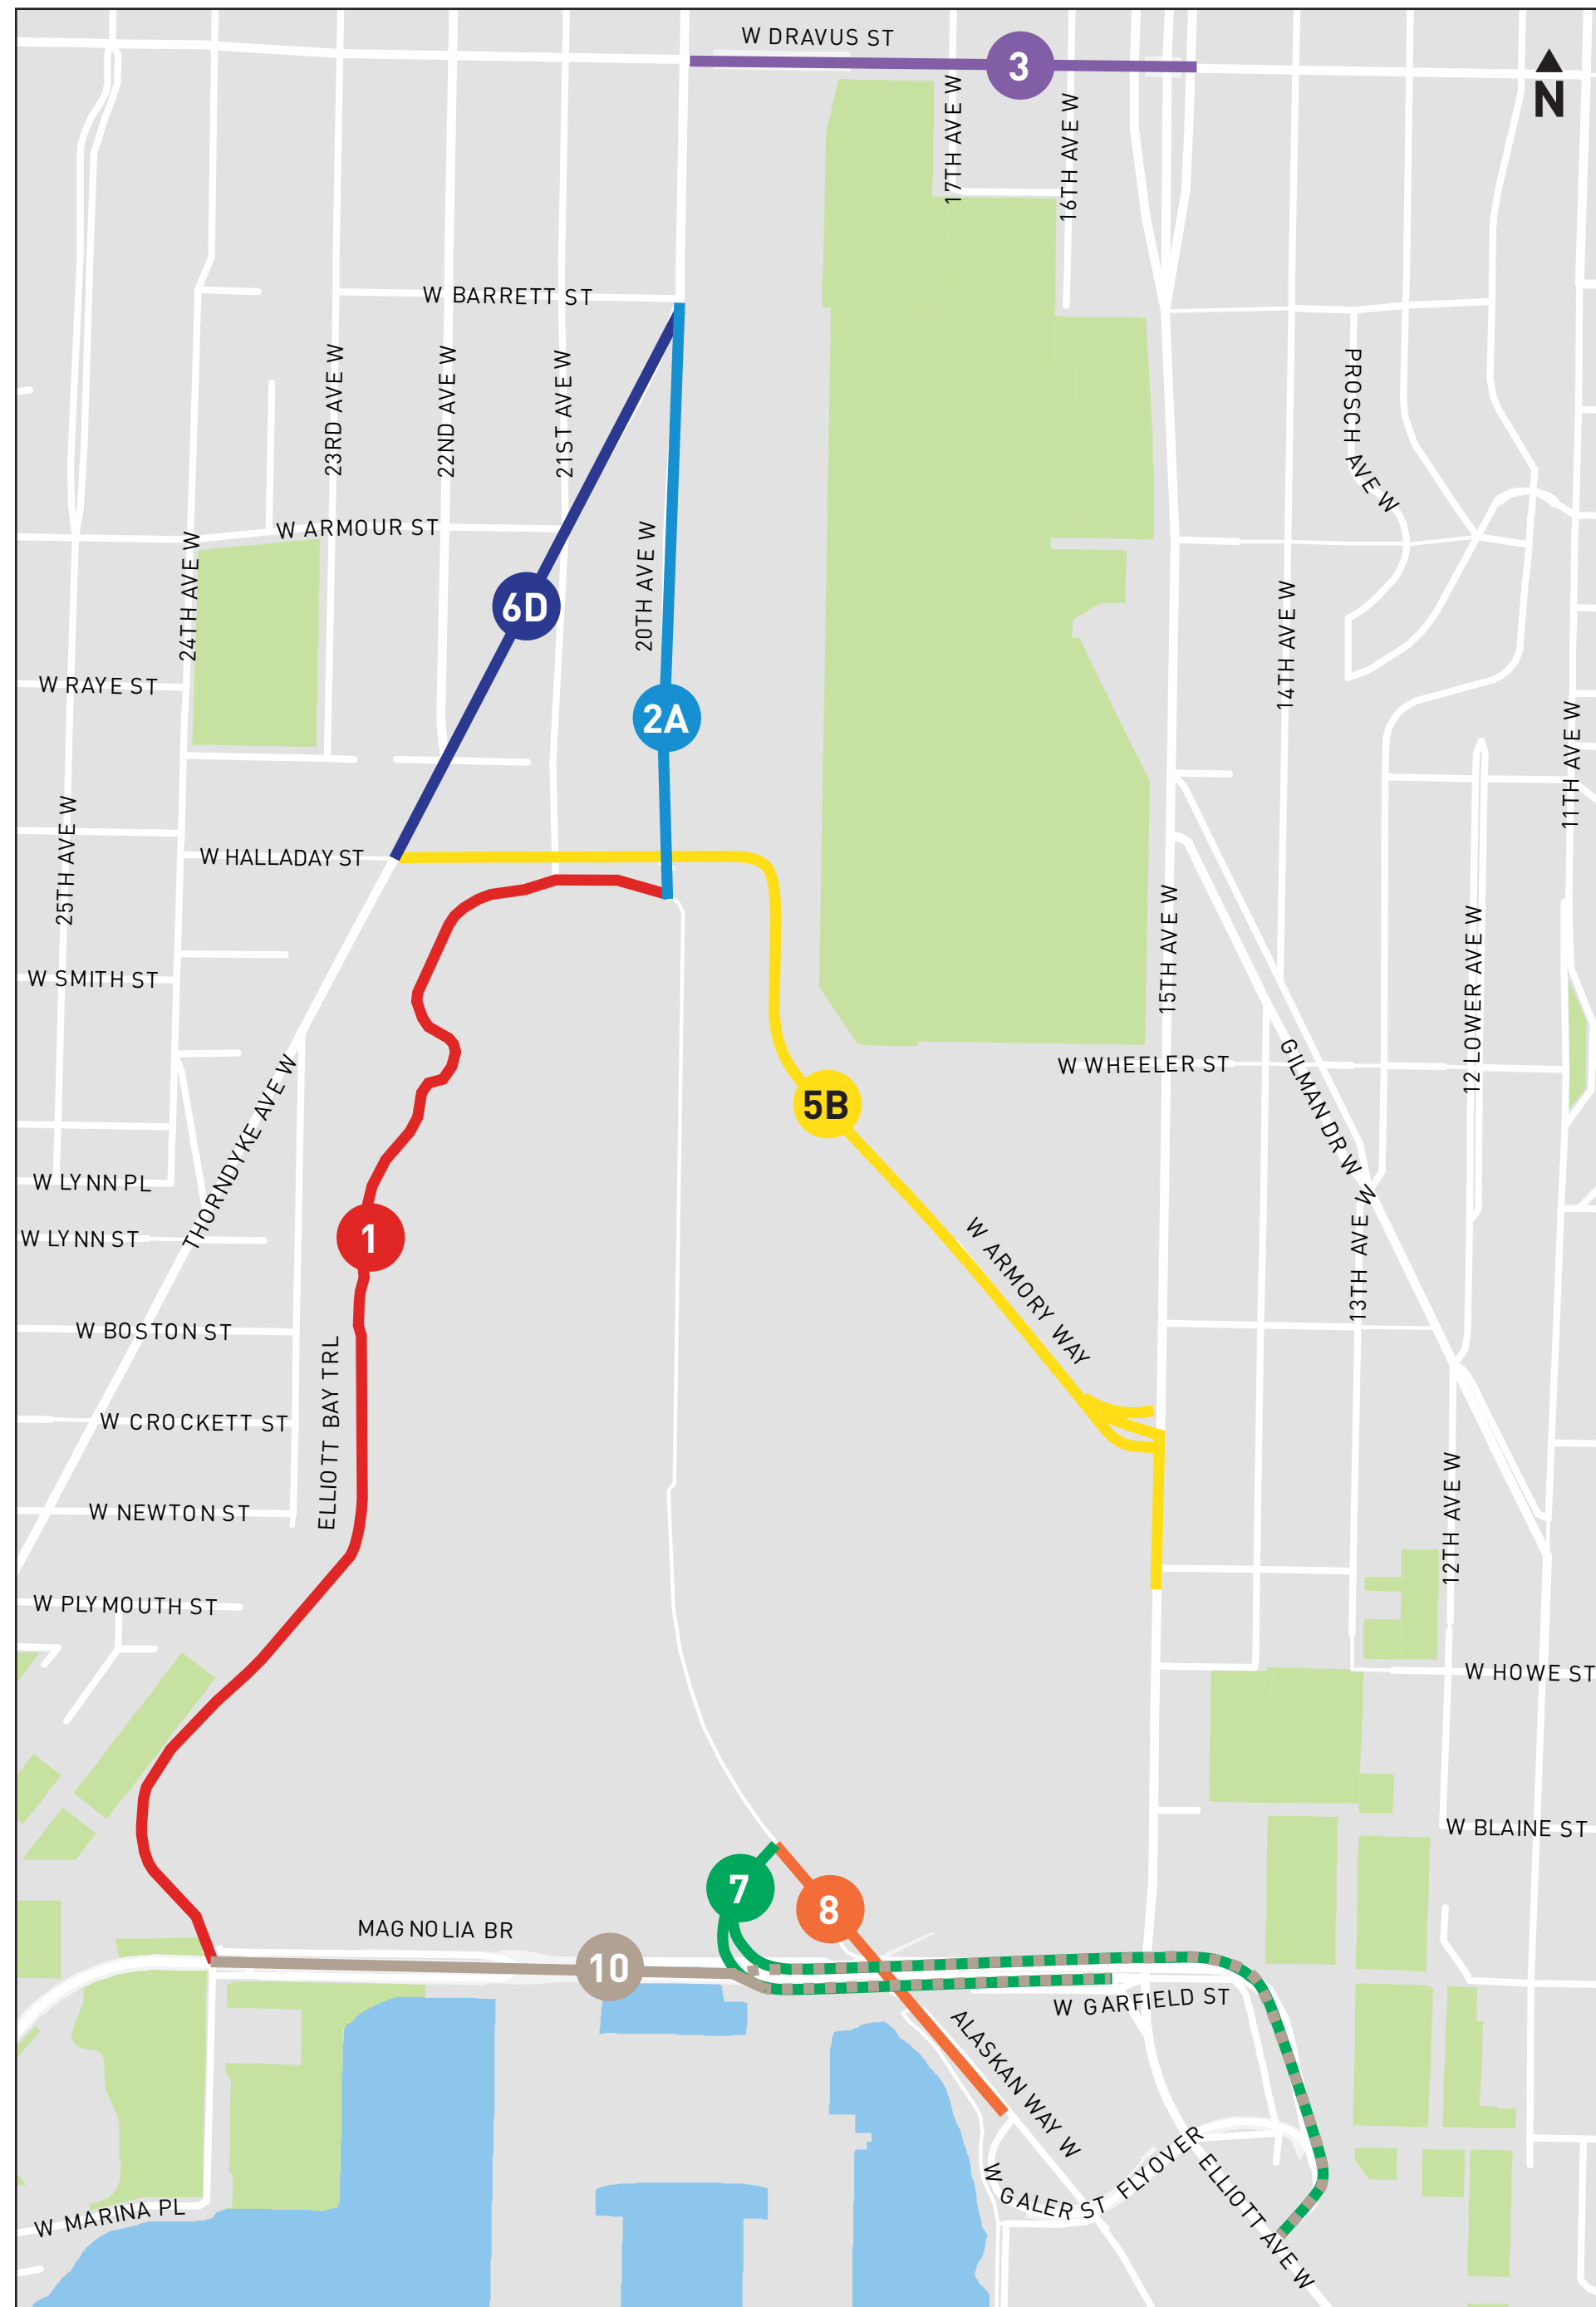 W DRAVUS ST
3
N
17TH AVE W
16TH AVE W
W BARRETT ST
23RD AVE W
22ND AVE W
21ST AVE W
PROSCH AVE W
W ARMOUR ST
24TH AVE W
20TH AVE W
6D
14TH AVE W
W RAYE ST
2A
11TH AVE W
25TH AVE W
W HALLADAY ST
15TH AVE W
12 LOWER AVE W
W SMITH ST
W WHEELER ST
GILMAN DR W
THORNDYKE AVE W
5B
W LYNN PL
W LYNN ST
1
W ARMORY WAY
13TH AVE W
W BOSTON ST
ELLIOTT BAY TRL
W CROCKETT ST
W NEWTON ST
12TH AVE W
W PLYMOUTH ST
W HOWE ST
W BLAINE ST
7
8
MAGNOLIA BR
10
W GARFIELD ST
ALASKAN WAY W
W GALER ST FLYOVER
ELLIOTT AVE W
W MARINA PL